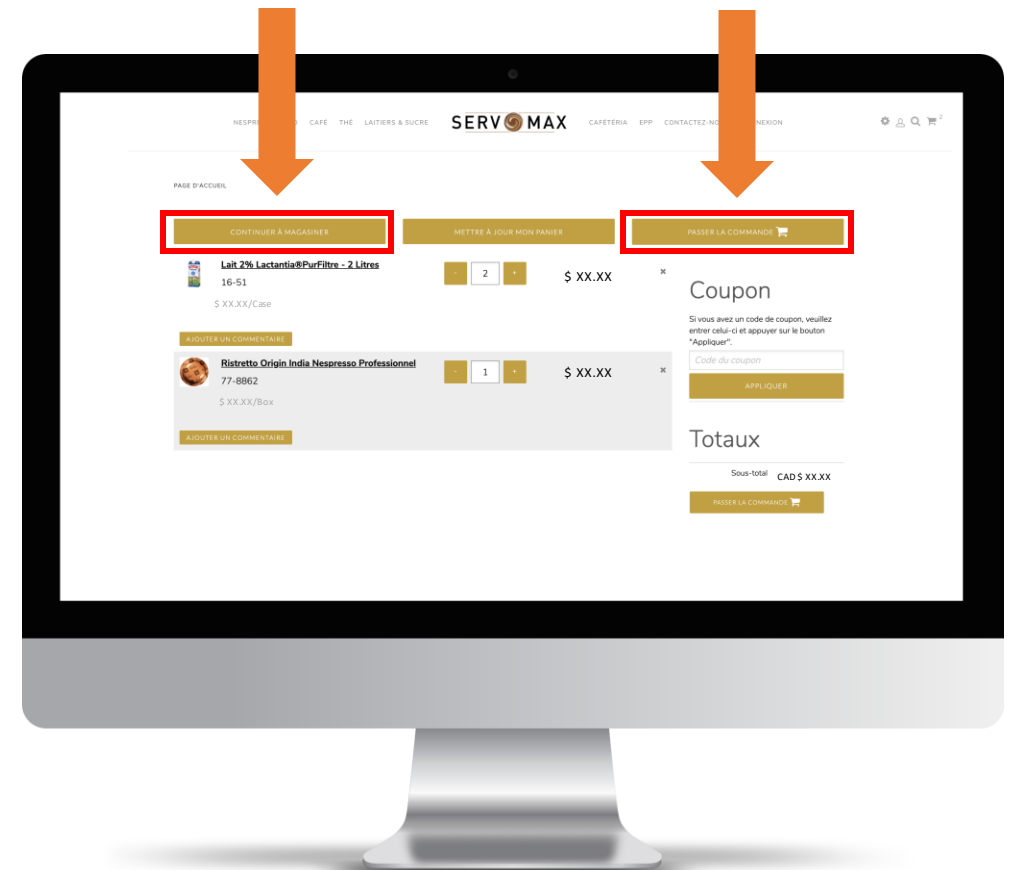 CAFÉ THÉ LAITIERS & SUCRE SERVOMAX CAFÉTÉRIA EPP 2
PAGE D'ACCUEIL
CONTINUER À MAGASINER METTRE À JOUR MON PANIER PASSER LA COMMANDE
Lait 2% Lactantia®PurFiltre - 2 Litres - 2 + $ XX.XX ×
16-51
$ XX.XX/Case
AJOUTER UN COMMENTAIRE
Ristretto Origin India Nespresso Professionnel - 1 + $ XX.XX ×
77-8862
$ XX.XX/Box
AJOUTER UN COMMENTAIRE
Coupon
Si vous avez un code de coupon, veuillez
entrer celui-ci et appuyer sur le bouton
"Appliquer".
Code du coupon
APPLIQUER
Totaux
Sous-total CAD $ XX.XX
PASSER LA COMMANDE